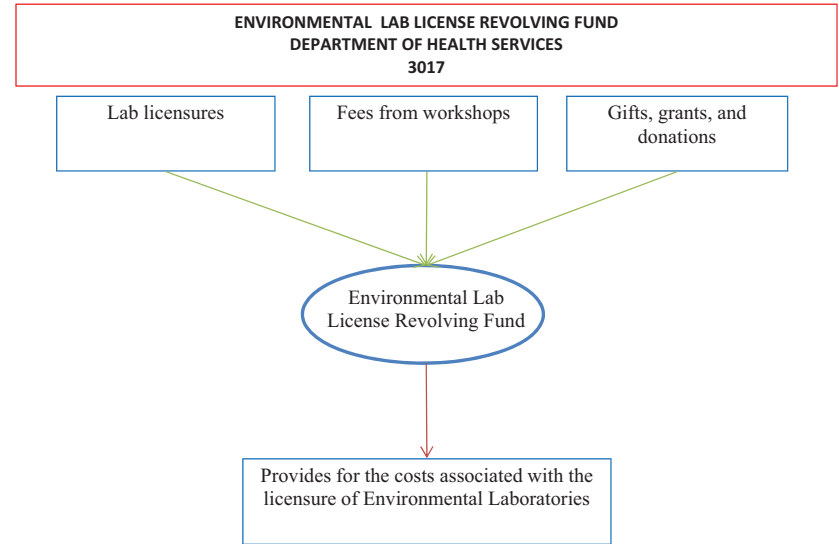 ENVIRONMENTAL LAB LICENSE REVOLVING FUND
DEPARTMENT OF HEALTH SERVICES
3017
Lab licensures
Fees from workshops
Gifts, grants, and
donations
Environmental Lab
License Revolving Fund
Provides for the costs associated with the
licensure of Environmental Laboratories